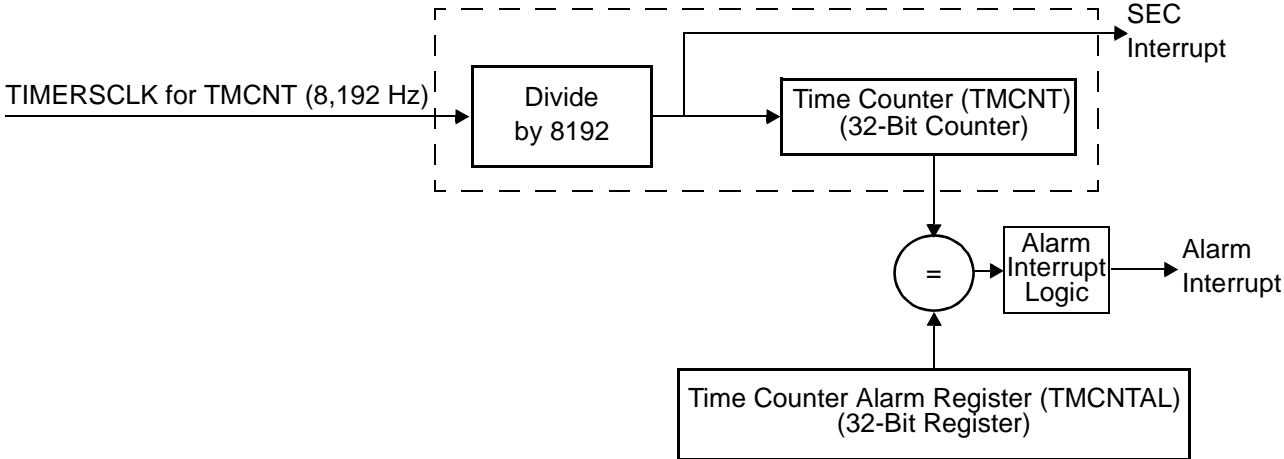 SEC
Interrupt
TIMERSCLK for TMCNT (8,192 Hz)
Divide
by 8192
Time Counter (TMCNT)
(32-Bit Counter)
=
Alarm
Interrupt
Logic
Alarm
Interrupt
Time Counter Alarm Register (TMCNTAL)
(32-Bit Register)